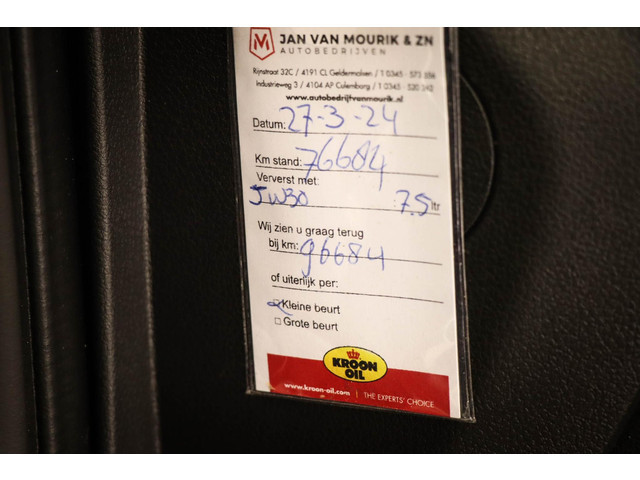 JAN VAN MOURIK & ZN
AUTOBEDRIJVEN
Rijnstraat 32C / 4191 CL Geldermalsen / T 0345 - 573 556
Industrieweg 3 / 4104 AP Culemborg / T 0345 - 520
www.autobedrijfvanmourik.nl
Datum: 27-3-24
Km stand: 76684
Ververst met:
5W30 7.5 ltr
Wij zien u graag terug
bij km: 96684
of uiterlijk per:
Kleine beurt
Grote beurt
KROON
OIL
www.kroon-oil.com | THE EXPERTS' CHOICE